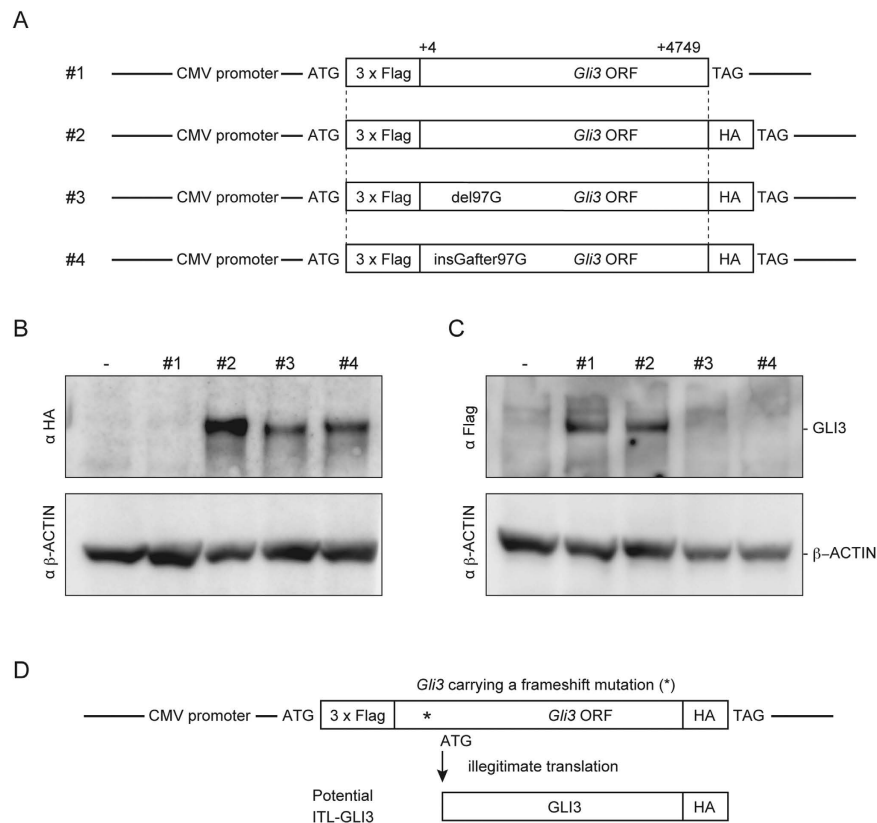 A
+4 +4749
#1 CMV promoter ATG 3 x Flag Gli3 ORF TAG
#2 CMV promoter ATG 3 x Flag Gli3 ORF HA TAG
#3 CMV promoter ATG 3 x Flag del97G Gli3 ORF HA TAG
#4 CMV promoter ATG 3 x Flag insGafter97G Gli3 ORF HA TAG
B
- #1 #2 #3 #4
α HA
α β-ACTIN
C
- #1 #2 #3 #4
α Flag
- GLI3
α β-ACTIN
- β–ACTIN
D
Gli3 carrying a frameshift mutation (*)
CMV promoter ATG 3 x Flag * Gli3 ORF HA TAG
ATG
illegitimate translation
Potential
ITL-GLI3
GLI3 HA